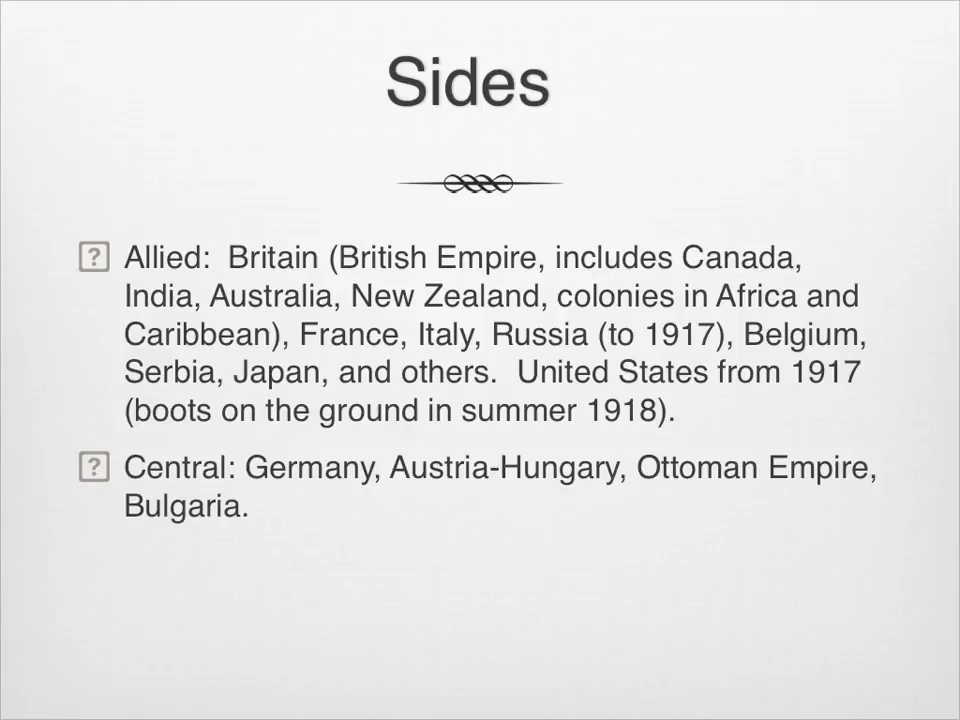 Sides
Allied:  Britain (British Empire, includes Canada,
India, Australia, New Zealand, colonies in Africa and
Caribbean), France, Italy, Russia (to 1917), Belgium,
Serbia, Japan, and others.  United States from 1917
(boots on the ground in summer 1918).
Central: Germany, Austria-Hungary, Ottoman Empire,
Bulgaria.